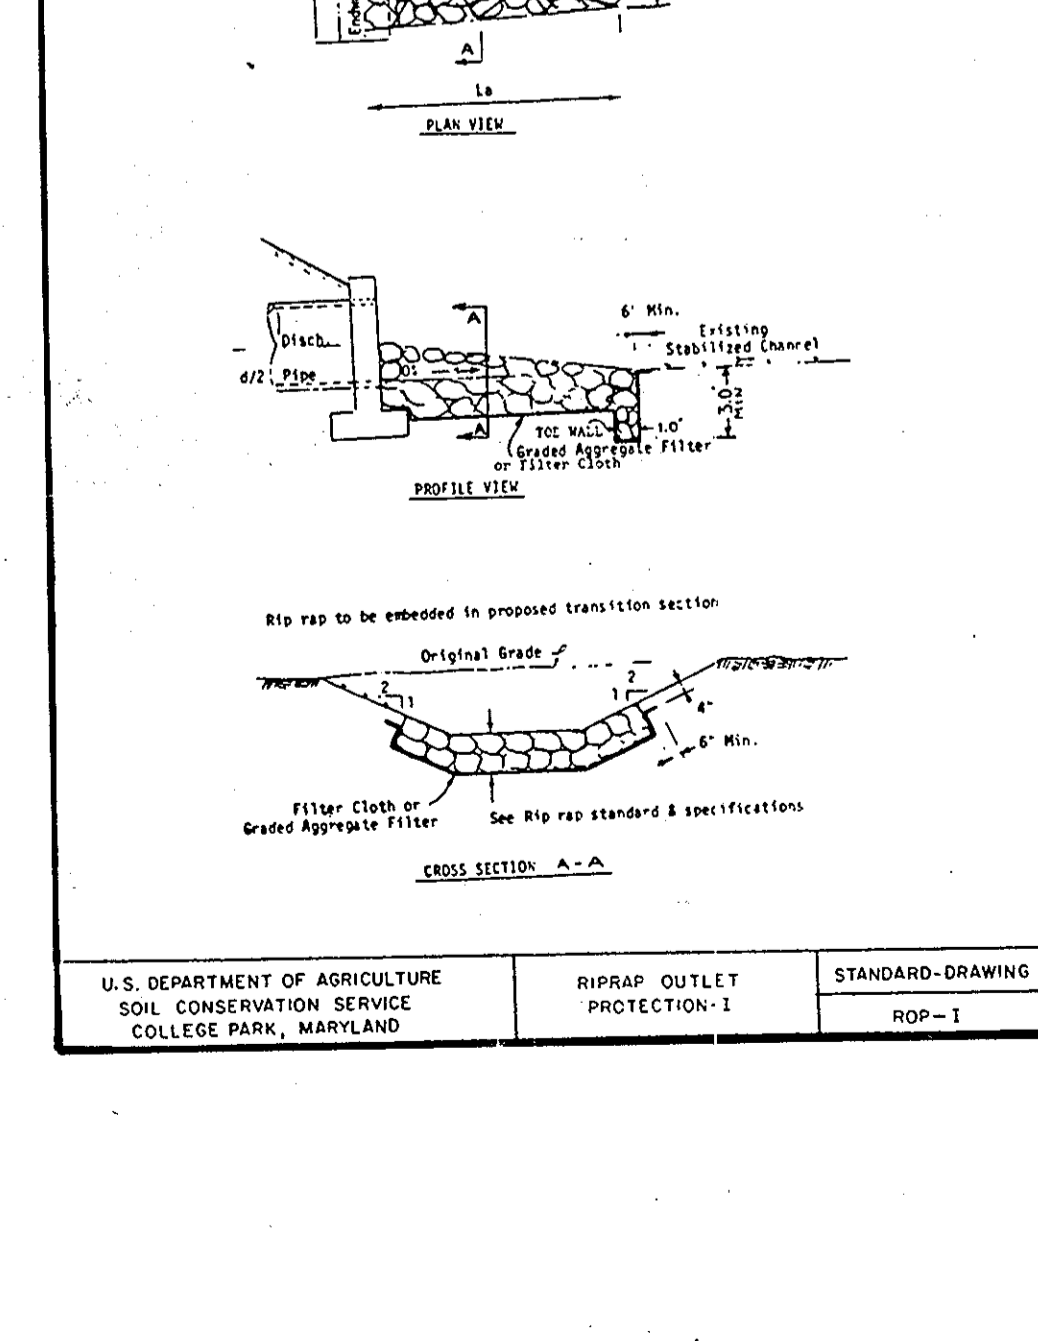 A
La
PLAN VIEW
6' Min.
Existing
Stabilized Channel
A
Disch.
d/2
Pipe
3.0'
MIN
TOE WALL
1.0'
A
Graded Aggregate Filter
or Filter Cloth
PROFILE VIEW
Rip rap to be embedded in proposed transition section
Original Grade
2
1
2
1
4"
6" Min.
Filter Cloth or
Graded Aggregate Filter
See Rip rap standard & specifications
CROSS SECTION A-A
U.S. DEPARTMENT OF AGRICULTURE
SOIL CONSERVATION SERVICE
COLLEGE PARK, MARYLAND
RIPRAP OUTLET
PROTECTION-I
STANDARD-DRAWING
ROP-I